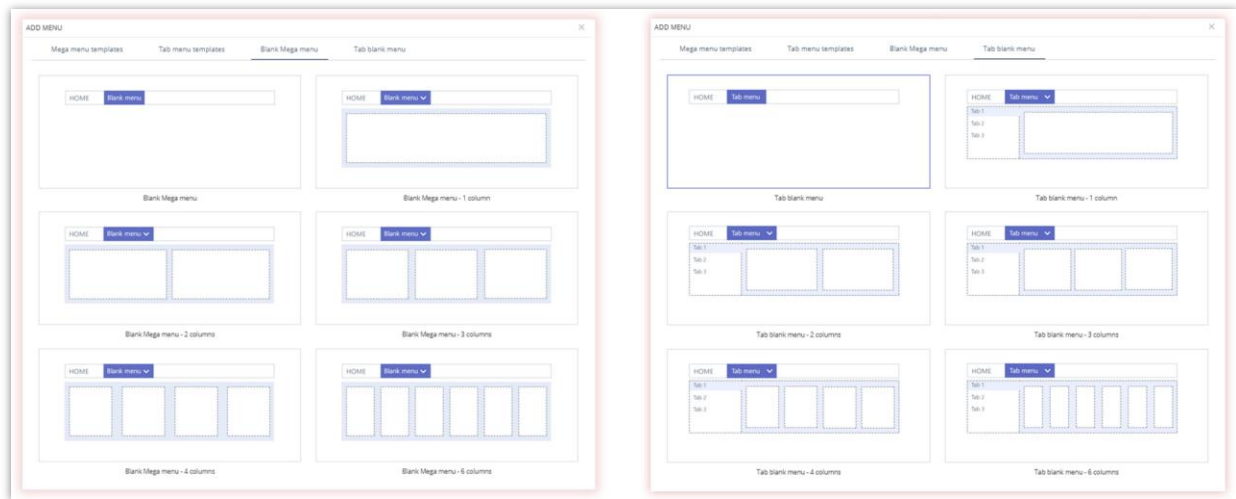 ADD MENU ×
Mega menu templates Tab menu templates Blank Mega menu Tab blank menu
HOME Blank menu
HOME Blank menu
Blank Mega menu
Blank Mega menu - 1 column
HOME Blank menu
HOME Blank menu
Blank Mega menu - 2 columns
Blank Mega menu - 3 columns
HOME Blank menu
HOME Blank menu
Blank Mega menu - 4 columns
Blank Mega menu - 6 columns
ADD MENU ×
Mega menu templates Tab menu templates Blank Mega menu Tab blank menu
HOME Tab menu
HOME Tab menu
Tab 1
Tab 2
Tab 3
Tab blank menu
Tab blank menu - 1 column
HOME Tab menu
Tab 1
Tab 2
Tab 3
HOME Tab menu
Tab 1
Tab 2
Tab 3
Tab blank menu - 2 columns
Tab blank menu - 3 columns
HOME Tab menu
Tab 1
Tab 2
Tab 3
HOME Tab menu
Tab 1
Tab 2
Tab 3
Tab blank menu - 4 columns
Tab blank menu - 6 columns